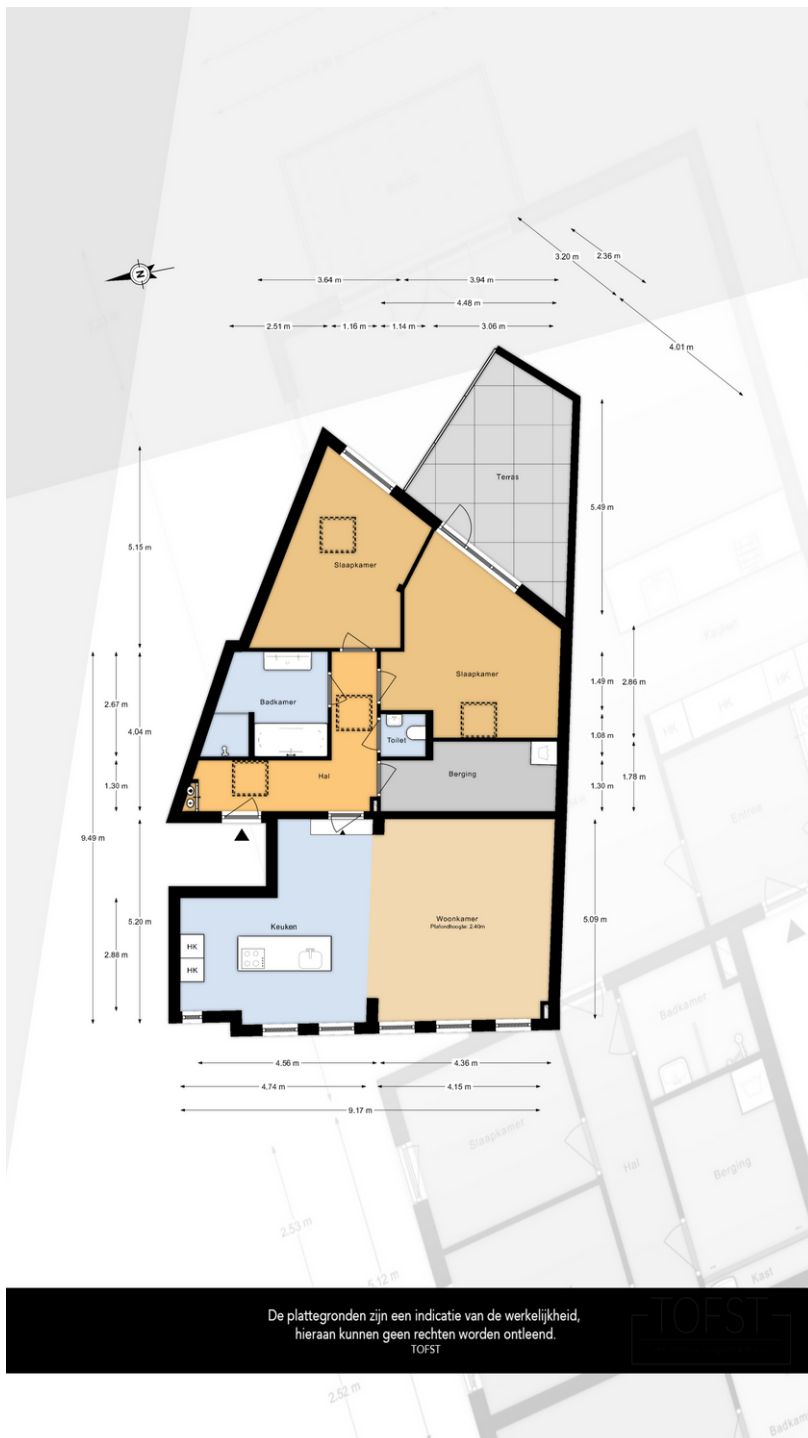 3.20 m
2.36 m
3.64 m
3.94 m
4.48 m
2.51 m
1.16 m
1.14 m
3.06 m
4.01 m
N
5.15 m
5.49 m
Terras
Slaapkamer
Slaapkamer
Badkamer
Toilet
Berging
Hal
2.67 m
4.04 m
1.30 m
1.49 m
2.86 m
1.08 m
1.30 m
1.78 m
9.49 m
5.20 m
2.88 m
5.09 m
Keuken
HK
HK
Woonkamer
Plafondhoogte: 2.40m
4.56 m
4.36 m
4.74 m
4.15 m
9.17 m
Keuken
HK
HK
HK
Entree
Badkamer
Slaapkamer
Hal
Berging
Kast
2.53 m
5.12 m
De plattegronden zijn een indicatie van de werkelijkheid,
hieraan kunnen geen rechten worden ontleend.
TOFST
TOFST
2.52 m
Badkam